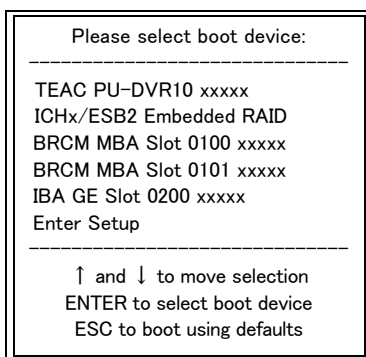 Please select boot device:
------------------------------
TEAC PU-DVR10 xxxxx
ICHx/ESB2 Embedded RAID
BRCM MBA Slot 0100 xxxxx
BRCM MBA Slot 0101 xxxxx
IBA GE Slot 0200 xxxxx
Enter Setup
------------------------------
↑ and ↓ to move selection
ENTER to select boot device
ESC to boot using defaults